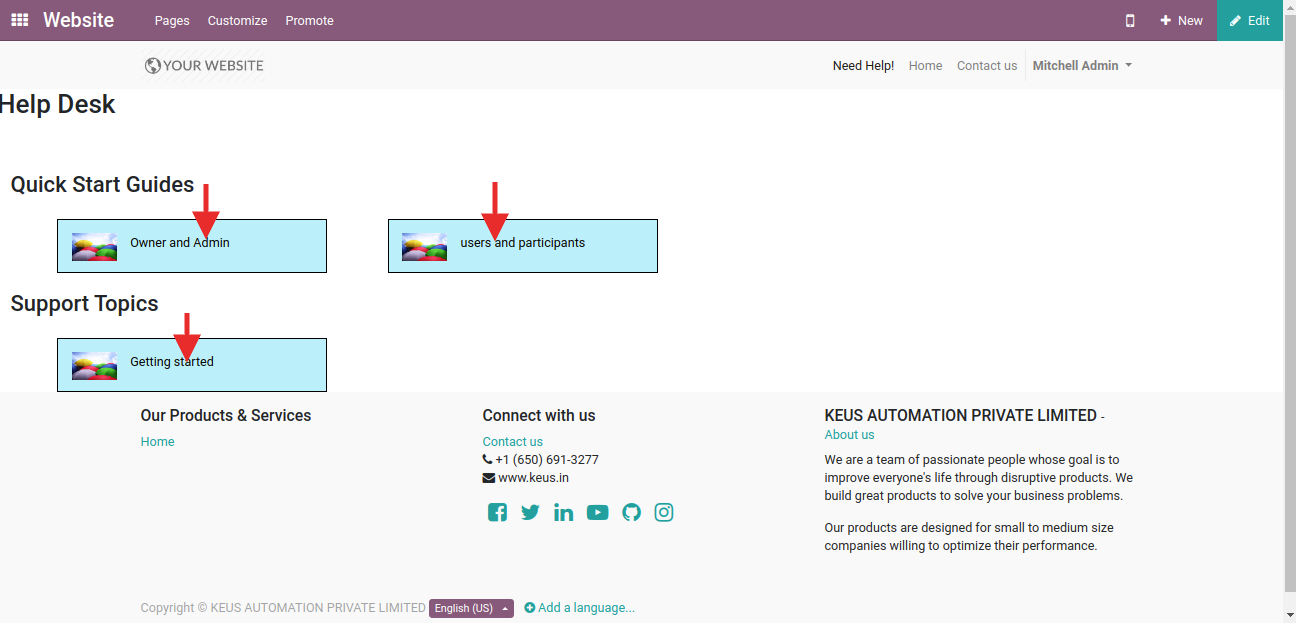 Website Pages Customize Promote New Edit
YOUR WEBSITE Need Help! Home Contact us Mitchell Admin
Help Desk
Quick Start Guides
Owner and Admin
users and participants
Support Topics
Getting started
Our Products & Services
Home
Connect with us
Contact us
+1 (650) 691-3277
www.keus.in
KEUS AUTOMATION PRIVATE LIMITED -
About us
We are a team of passionate people whose goal is to
improve everyone's life through disruptive products. We
build great products to solve your business problems.
Our products are designed for small to medium size
companies willing to optimize their performance.
Copyright © KEUS AUTOMATION PRIVATE LIMITED English (US) Add a language...